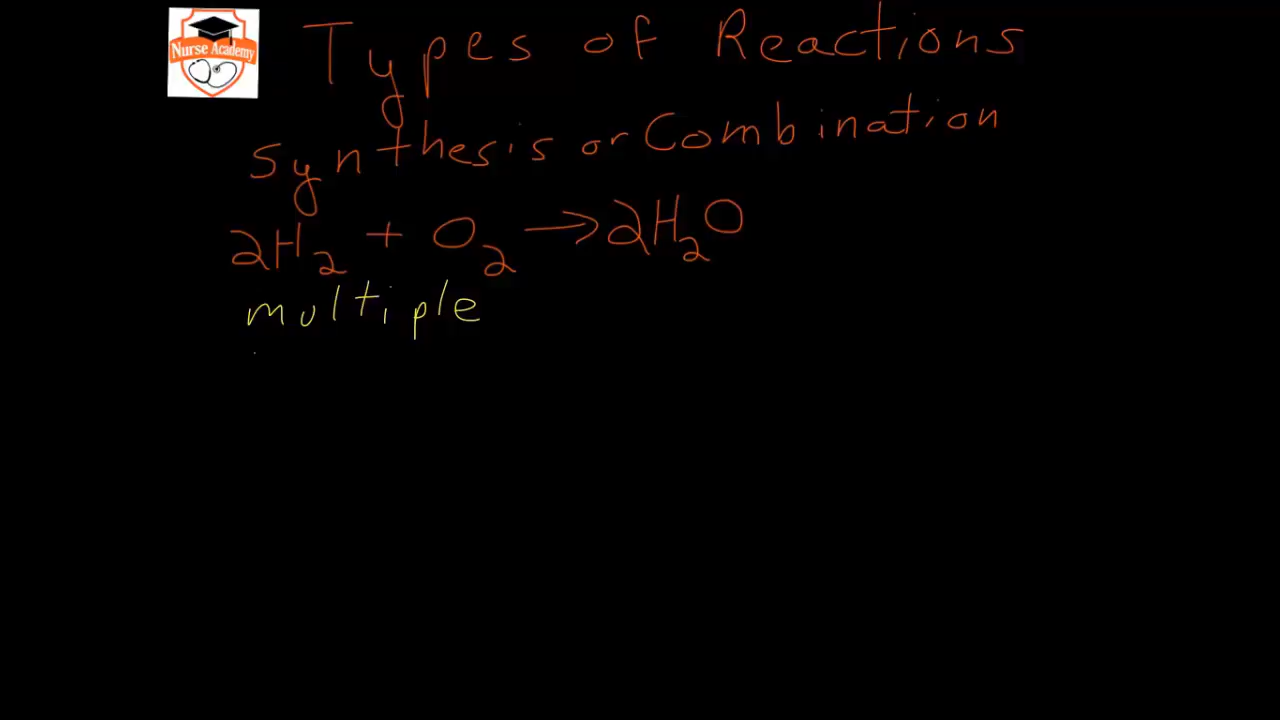 Nurse Academy
Types of Reactions
Synthesis or Combination
2H₂ + O₂ → 2H₂O
multiple